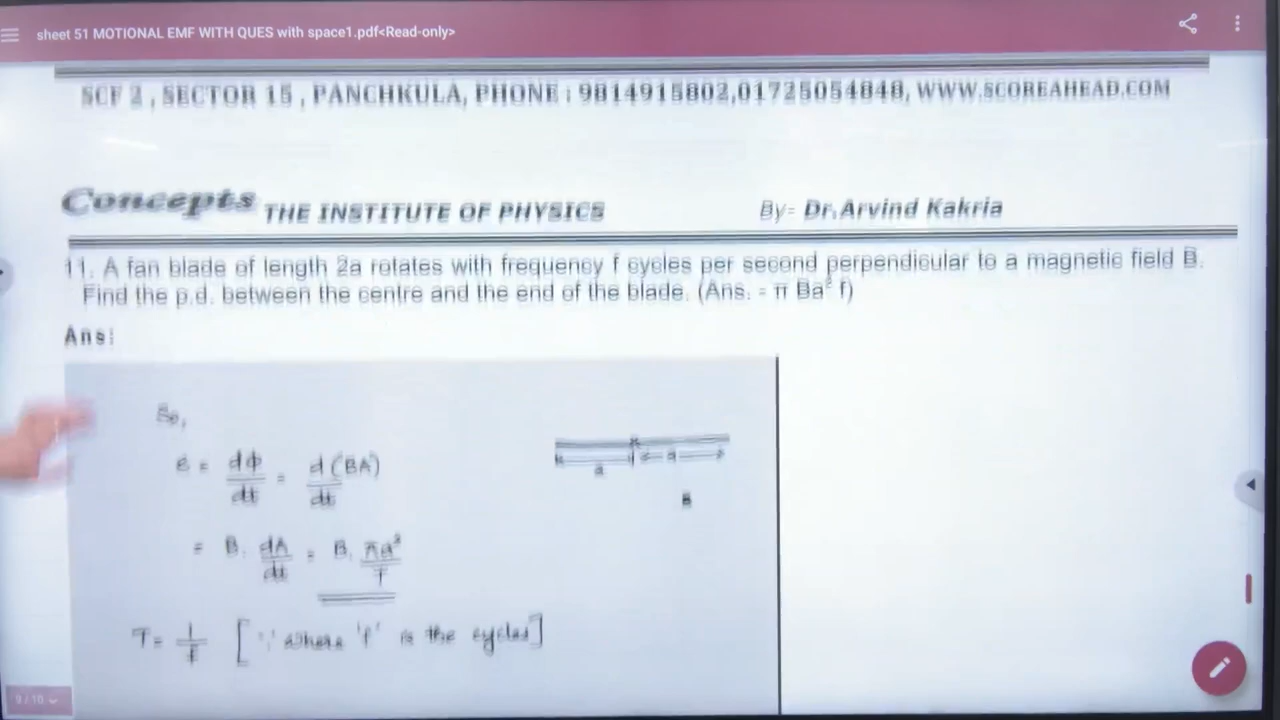 sheet 51 MOTIONAL EMF WITH QUES with space1.pdf<Read-only>
SCF 2 , SECTOR 15 , PANCHKULA, PHONE : 9814915802,01725054848, WWW.SCOREAHEAD.COM
Concepts THE INSTITUTE OF PHYSICS By- Dr.Arvind Kakria
11. A fan blade of length 2a rotates with frequency f cycles per second perpendicular to a magnetic field B.
Find the p.d. between the centre and the end of the blade. (Ans. = π Ba² f)
Ans:
So,
e = dφ/dt = d(BA)/dt
a a
B
= B. dA/dt = B. πa²/T
T = 1/f [∵ where 'f' is the cycles]
9 / 10